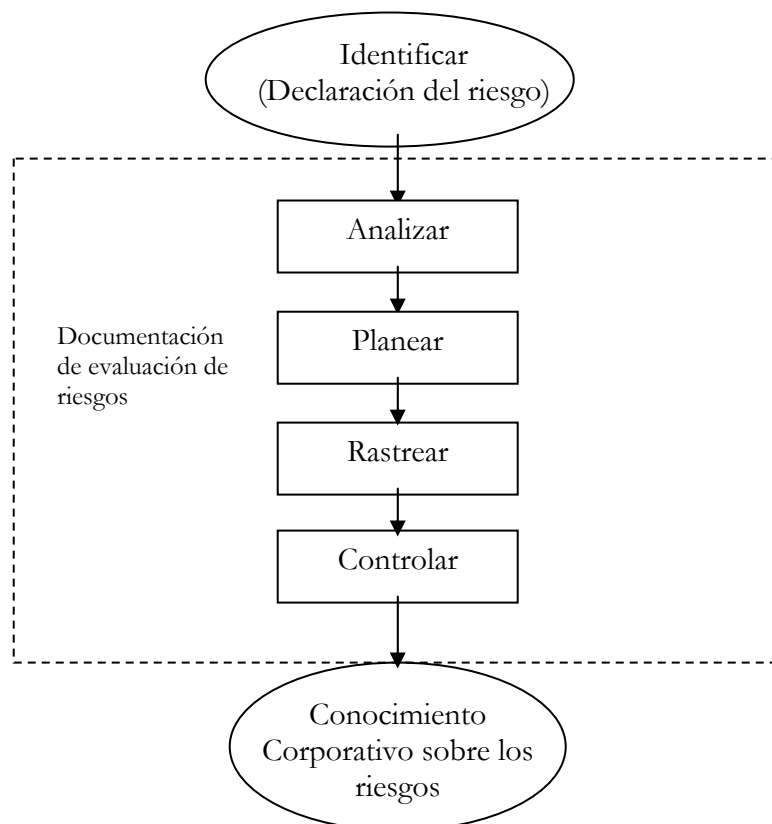 Identificar
(Declaración del riesgo)
Analizar
Documentación
de evaluación de
riesgos
Planear
Rastrear
Controlar
Conocimiento
Corporativo sobre los
riesgos